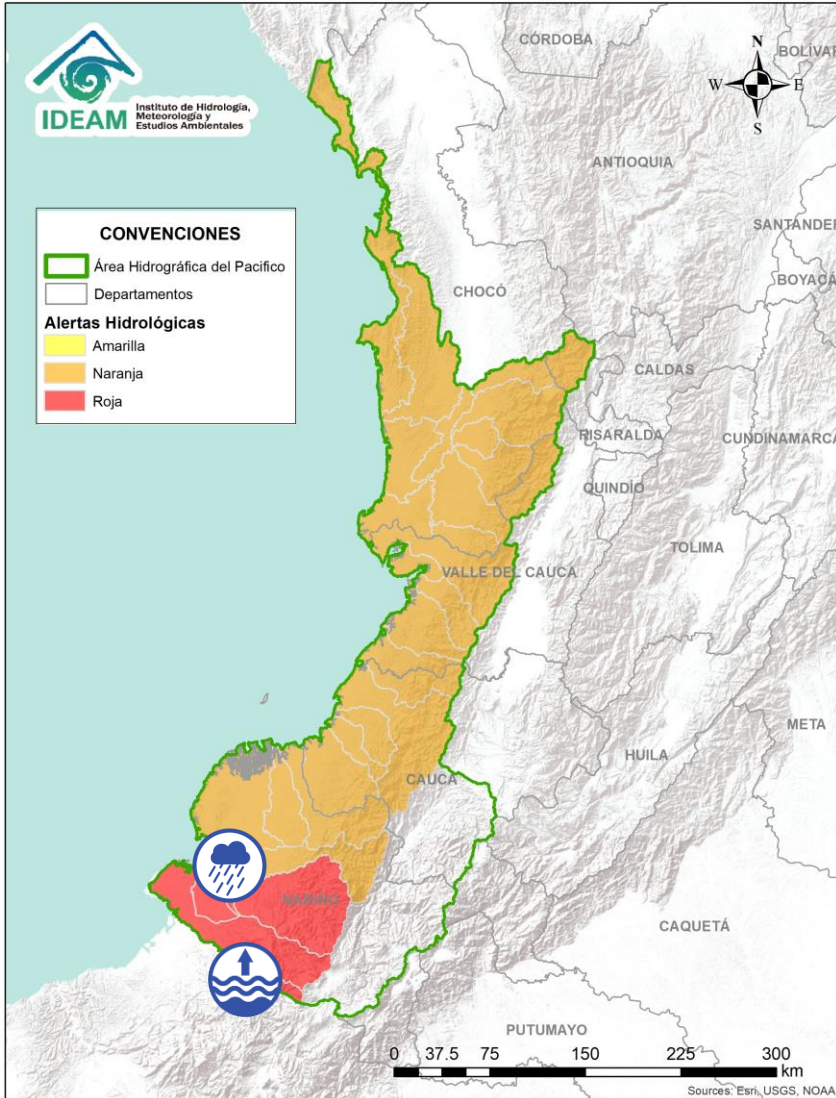 IDEAM
Instituto de Hidrología,
Meteorología y
Estudios Ambientales
CÓRDOBA
BOLÍVAR
N
W
E
S
ANTIOQUIA
SANTANDER
BOYACÁ
CONVENCIONES
Área Hidrográfica del Pacifico
Departamentos
Alertas Hidrológicas
Amarilla
Naranja
Roja
CHOCÓ
CALDAS
RISARALDA
CUNDINAMARCA
QUINDÍO
TOLIMA
VALLE DEL CAUCA
META
HUILA
CAUCA
NARIÑO
CAQUETÁ
PUTUMAYO
0 37.5 75 150 225 300
km
Sources: Esri, USGS, NOAA